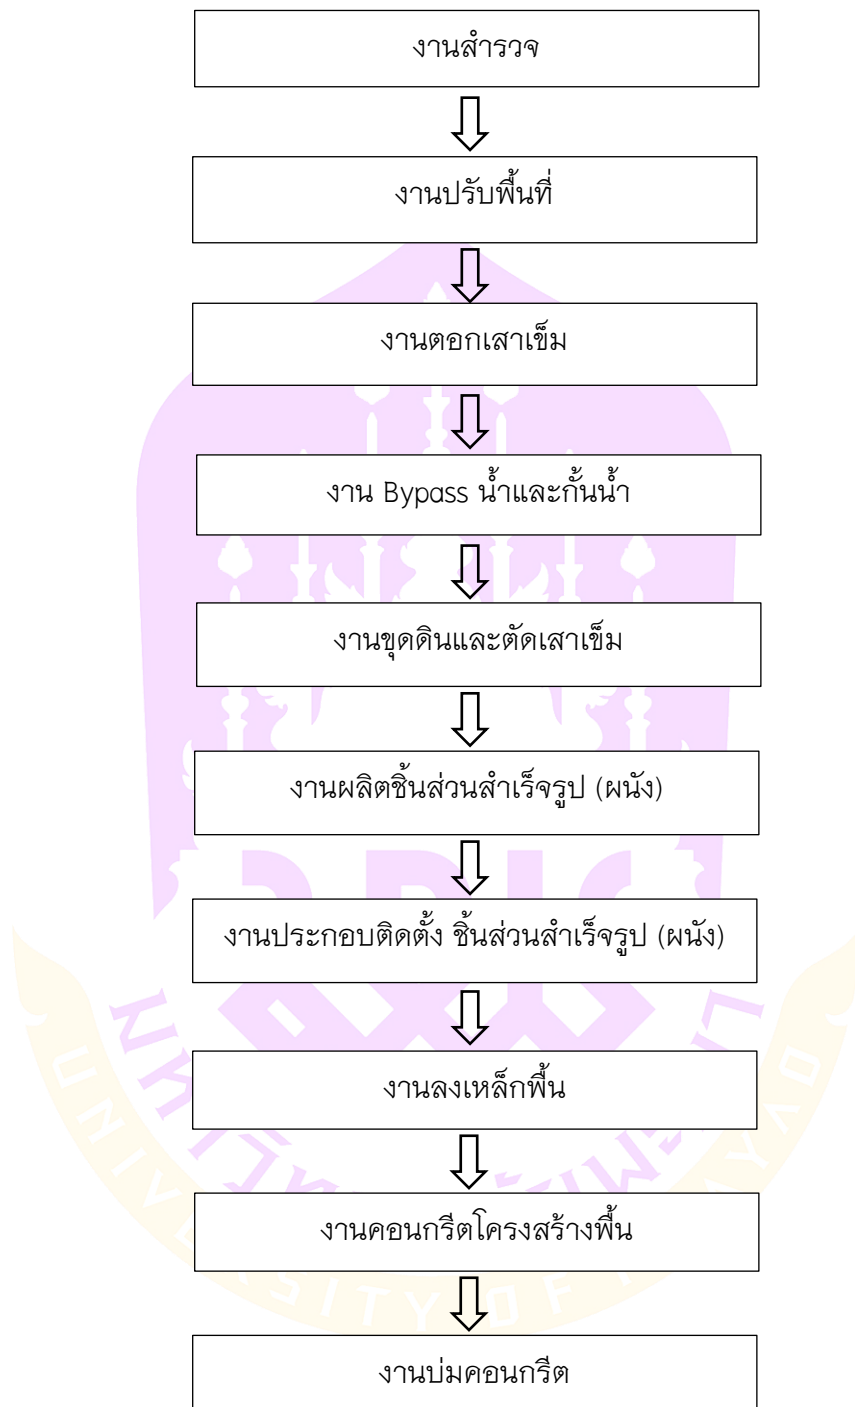 งานสำรวจ
งานปรับพื้นที่
งานตอกเสาเข็ม
งาน Bypass น้ำและกั้นน้ำ
งานขุดดินและตัดเสาเข็ม
งานผลิตชิ้นส่วนสำเร็จรูป (ผนัง)
งานประกอบติดตั้ง ชิ้นส่วนสำเร็จรูป (ผนัง)
งานลงเหล็กพื้น
งานคอนกรีตโครงสร้างพื้น
งานบ่มคอนกรีต